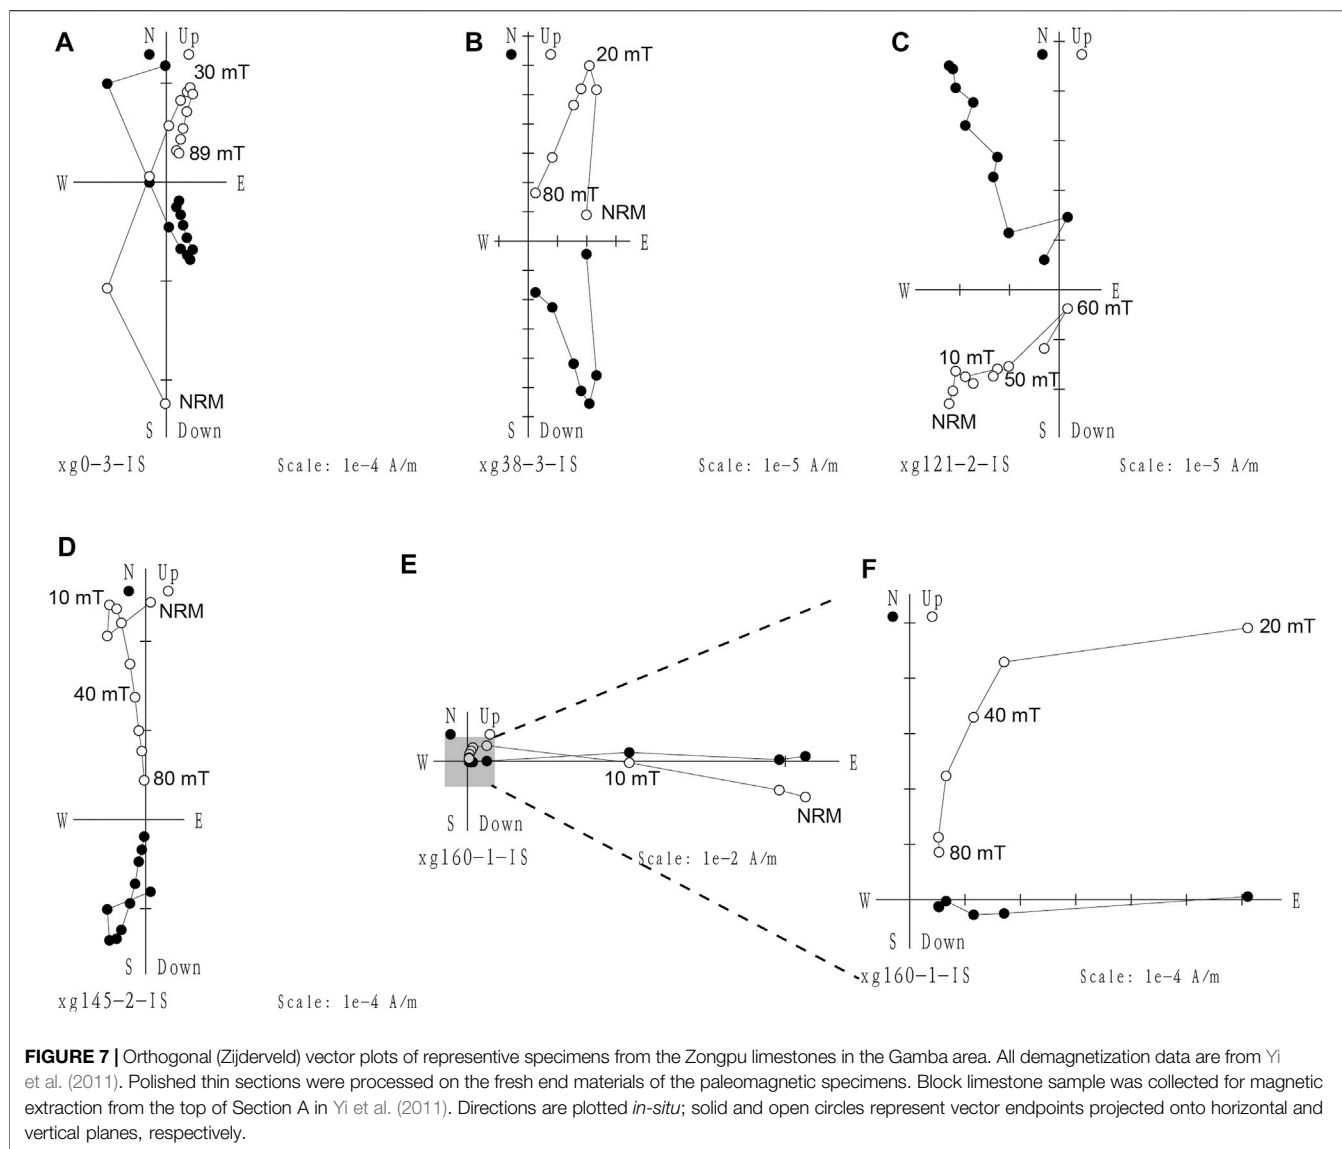 A
N Up
30 mT
89 mT
W E
NRM
S Down
xg0-3-IS Scale: 1e-4 A/m
B
N Up
20 mT
80 mT
NRM
W E
S Down
xg38-3-IS Scale: 1e-5 A/m
C
N Up
W E
60 mT
10 mT
50 mT
NRM
S Down
xg121-2-IS Scale: 1e-5 A/m
D
N Up
10 mT
NRM
40 mT
80 mT
W E
S Down
xg145-2-IS Scale: 1e-4 A/m
E
N Up
W E
10 mT
NRM
S Down
xg160-1-IS Scale: 1e-2 A/m
F
N Up
20 mT
40 mT
80 mT
W E
S Down
xg160-1-IS Scale: 1e-4 A/m
FIGURE 7 | Orthogonal (Zijderveld) vector plots of representive specimens from the Zongpu limestones in the Gamba area. All demagnetization data are from Yi
et al. (2011). Polished thin sections were processed on the fresh end materials of the paleomagnetic specimens. Block limestone sample was collected for magnetic
extraction from the top of Section A in Yi et al. (2011). Directions are plotted in-situ; solid and open circles represent vector endpoints projected onto horizontal and
vertical planes, respectively.